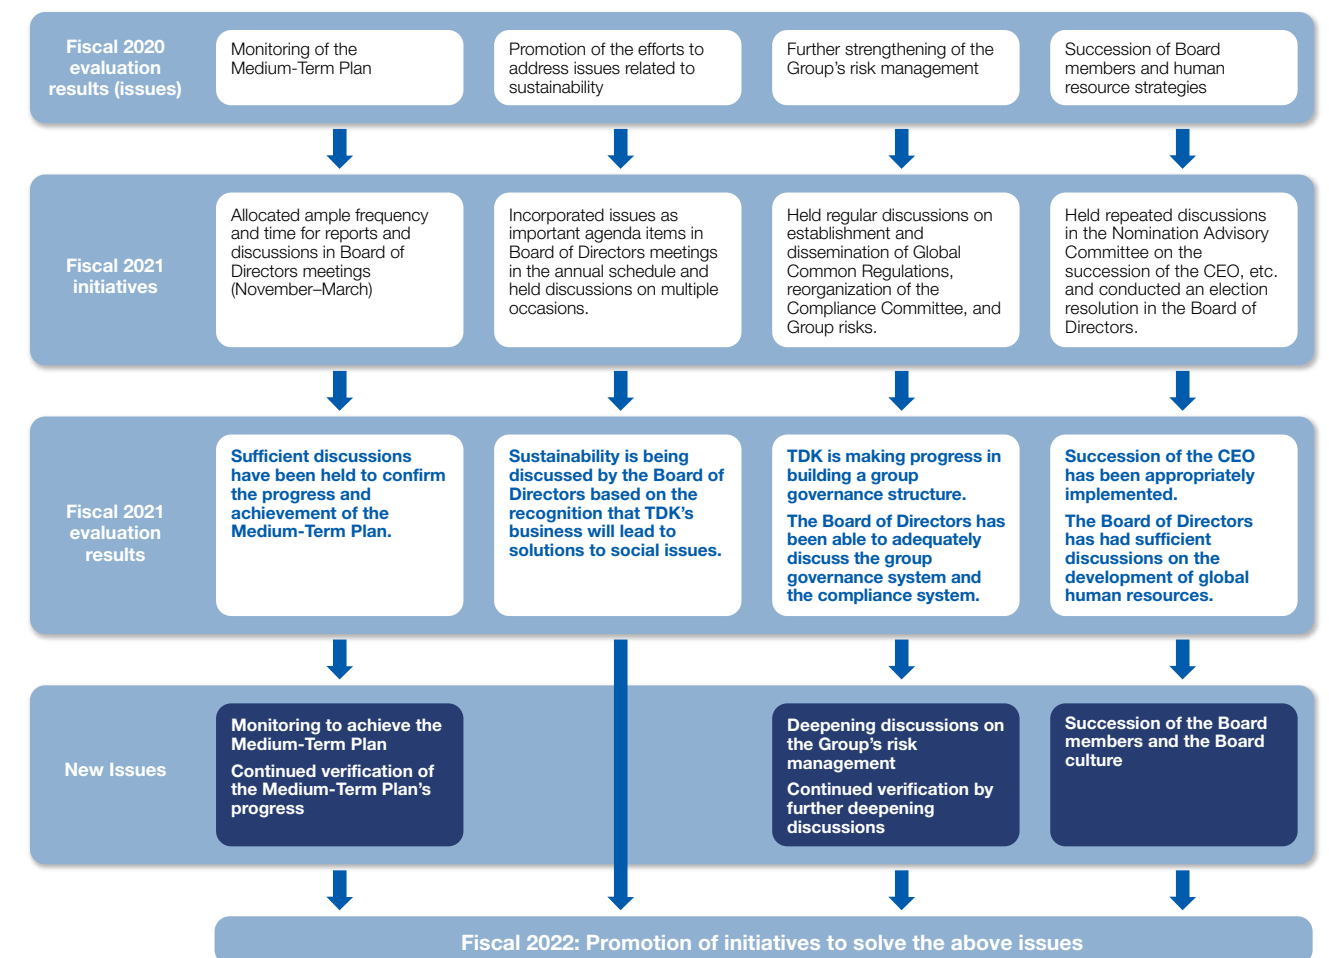 Fiscal 2020
evaluation
results (issues)
Monitoring of the
Medium-Term Plan
Promotion of the efforts to
address issues related to
sustainability
Further strengthening of the
Group's risk management
Succession of Board
members and human
resource strategies
Fiscal 2021
initiatives
Allocated ample frequency
and time for reports and
discussions in Board of
Directors meetings
(November–March)
Incorporated issues as
important agenda items in
Board of Directors meetings
in the annual schedule and
held discussions on multiple
occasions.
Held regular discussions on
establishment and
dissemination of Global
Common Regulations,
reorganization of the
Compliance Committee, and
Group risks.
Held repeated discussions
in the Nomination Advisory
Committee on the
succession of the CEO, etc.
and conducted an election
resolution in the Board of
Directors.
Fiscal 2021
evaluation
results
Sufficient discussions
have been held to confirm
the progress and
achievement of the
Medium-Term Plan.
Sustainability is being
discussed by the Board of
Directors based on the
recognition that TDK's
business will lead to
solutions to social issues.
TDK is making progress in
building a group
governance structure.
The Board of Directors has
been able to adequately
discuss the group
governance system and
the compliance system.
Succession of the CEO
has been appropriately
implemented.
The Board of Directors
has had sufficient
discussions on the
development of global
human resources.
New Issues
Monitoring to achieve the
Medium-Term Plan
Continued verification of
the Medium-Term Plan's
progress
Deepening discussions on
the Group's risk
management
Continued verification by
further deepening
discussions
Succession of the Board
members and the Board
culture
Fiscal 2022: Promotion of initiatives to solve the above issues